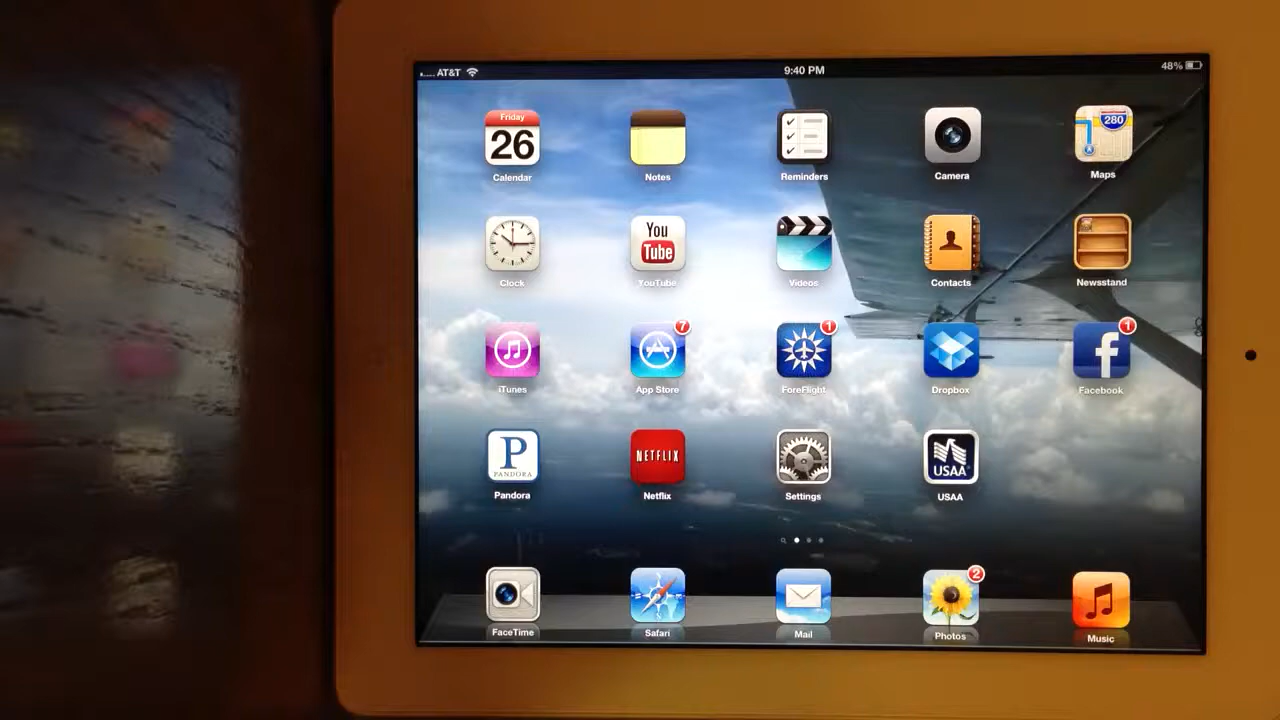 AT&T 9:40 PM 48%
Friday 280
26
Calendar Notes Reminders Camera Maps
You
Tube
Clock YouTube Videos Contacts Newsstand
7 1 1
iTunes App Store ForeFlight Dropbox Facebook
P
PANDORA NETFLIX USAA
Pandora Netflix Settings USAA
2
FaceTime Safari Mail Photos Music